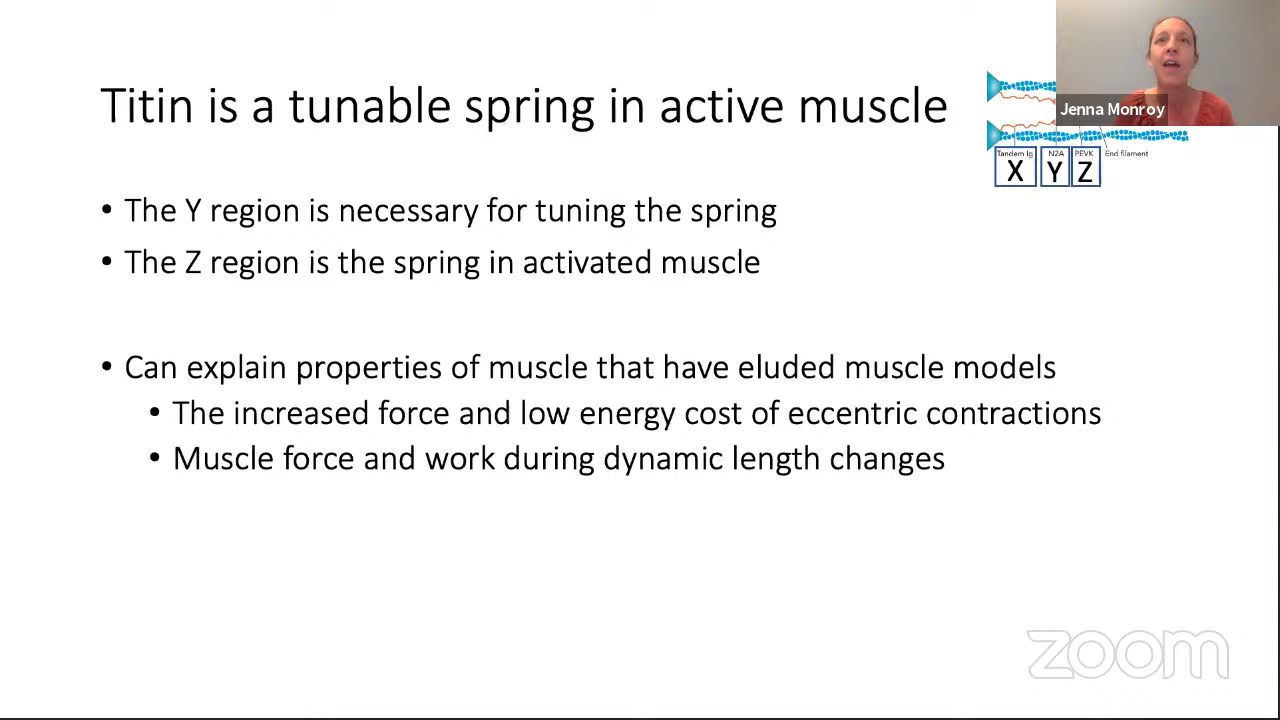 Titin is a tunable spring in active muscle
Jenna Monroy
Tandem Ig N2A PEVK End filament
X Y Z
• The Y region is necessary for tuning the spring
• The Z region is the spring in activated muscle
• Can explain properties of muscle that have eluded muscle models
• The increased force and low energy cost of eccentric contractions
• Muscle force and work during dynamic length changes
zoom